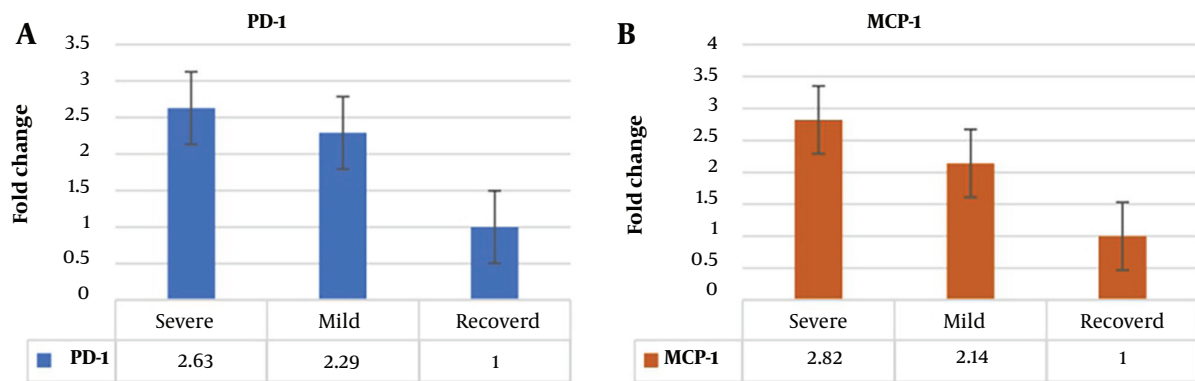 A
PD-1
Fold change
3.5
3
2.5
2
1.5
1
0.5
0
Severe Mild Recoverd
PD-1 2.63 2.29 1
B
MCP-1
Fold change
4
3.5
3
2.5
2
1.5
1
0.5
0
Severe Mild Recoverd
MCP-1 2.82 2.14 1